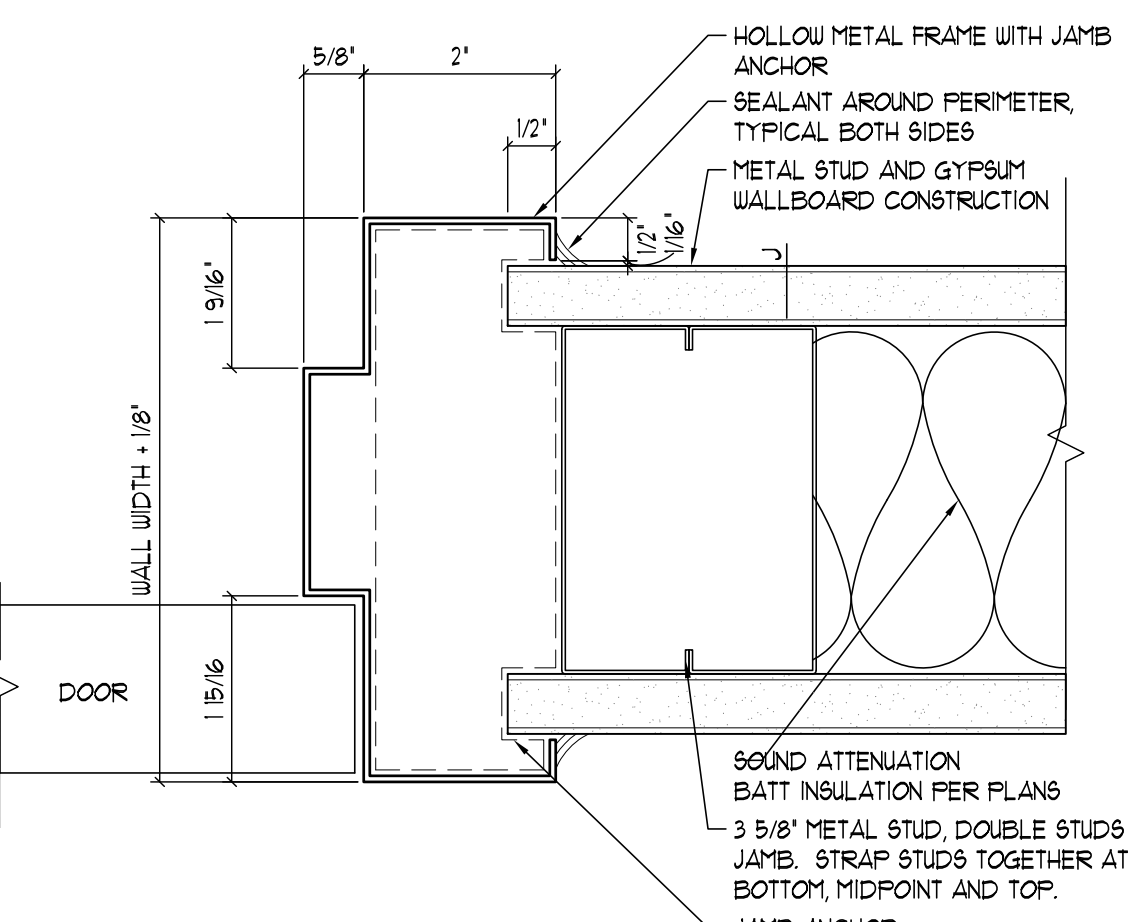 HOLLOW METAL FRAME WITH JAMB
ANCHOR
5/8"
2"
SEALANT AROUND PERIMETER,
TYPICAL BOTH SIDES
1/2"
METAL STUD AND GYPSUM
WALLBOARD CONSTRUCTION
1/2"
1/16"
J
1 9/16"
WALL WIDTH + 1/8"
1 15/16
DOOR
SOUND ATTENUATION
BATT INSULATION PER PLANS
3 5/8" METAL STUD, DOUBLE STUDS
JAMB. STRAP STUDS TOGETHER AT
BOTTOM, MIDPOINT AND TOP.
JAMB ANCHOR